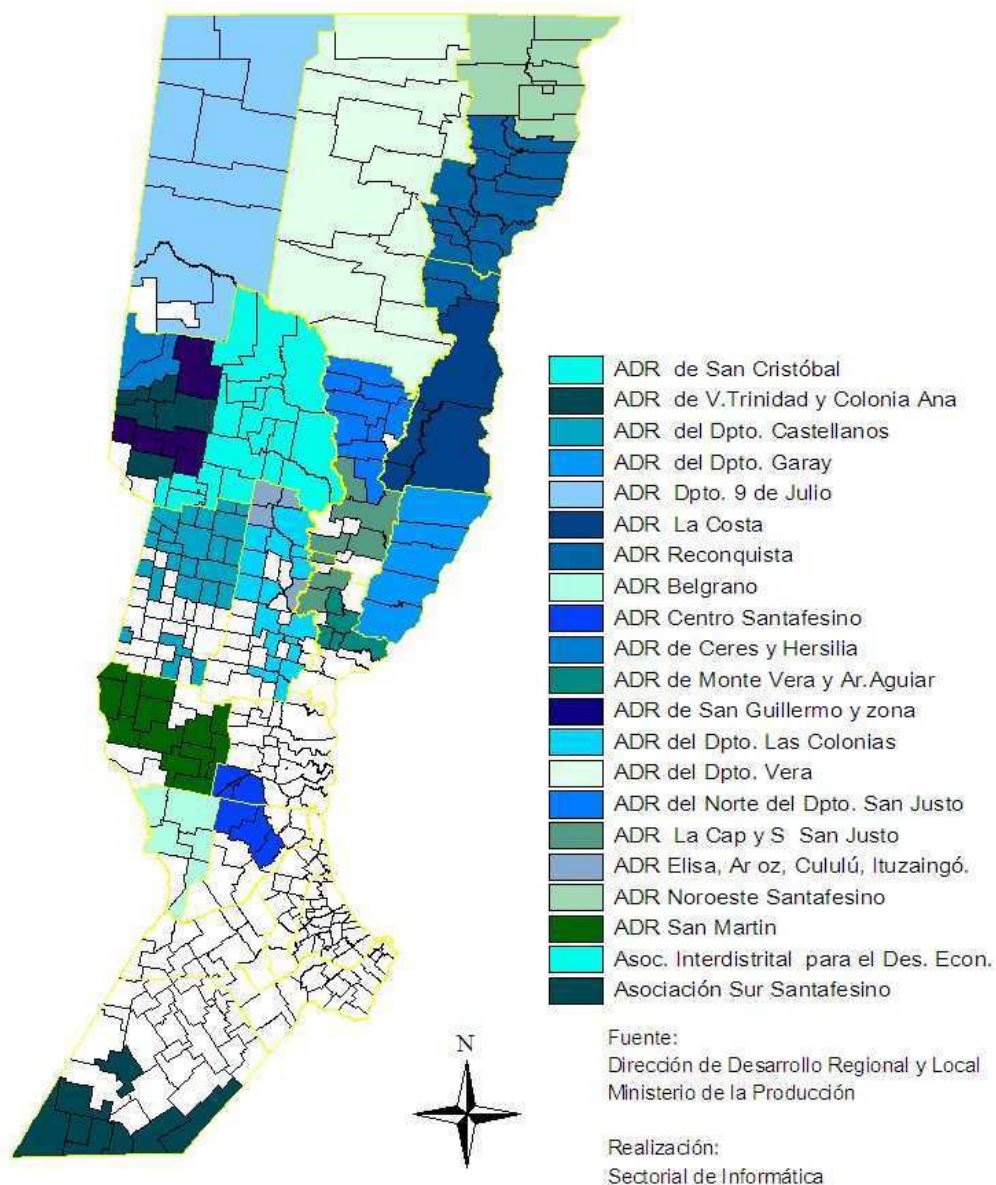 ADR de San Cristóbal
ADR de V.Trinidad y Colonia Ana
ADR del Dpto. Castellanos
ADR del Dpto. Garay
ADR Dpto. 9 de Julio
ADR La Costa
ADR Reconquista
ADR Belgrano
ADR Centro Santafesino
ADR de Ceres y Hersilia
ADR de Monte Vera y Ar.Aguiar
ADR de San Guillermo y zona
ADR del Dpto. Las Colonias
ADR del Dpto. Vera
ADR del Norte del Dpto. San Justo
ADR La Cap y S San Justo
ADR Elisa, Ar oz, Cululú, Ituzaingó.
ADR Noroeste Santafesino
ADR San Martin
Asoc. Interdistrital para el Des. Econ.
Asociación Sur Santafesino
N
Fuente:
Dirección de Desarrollo Regional y Local
Ministerio de la Producción
Realización:
Sectorial de Informática